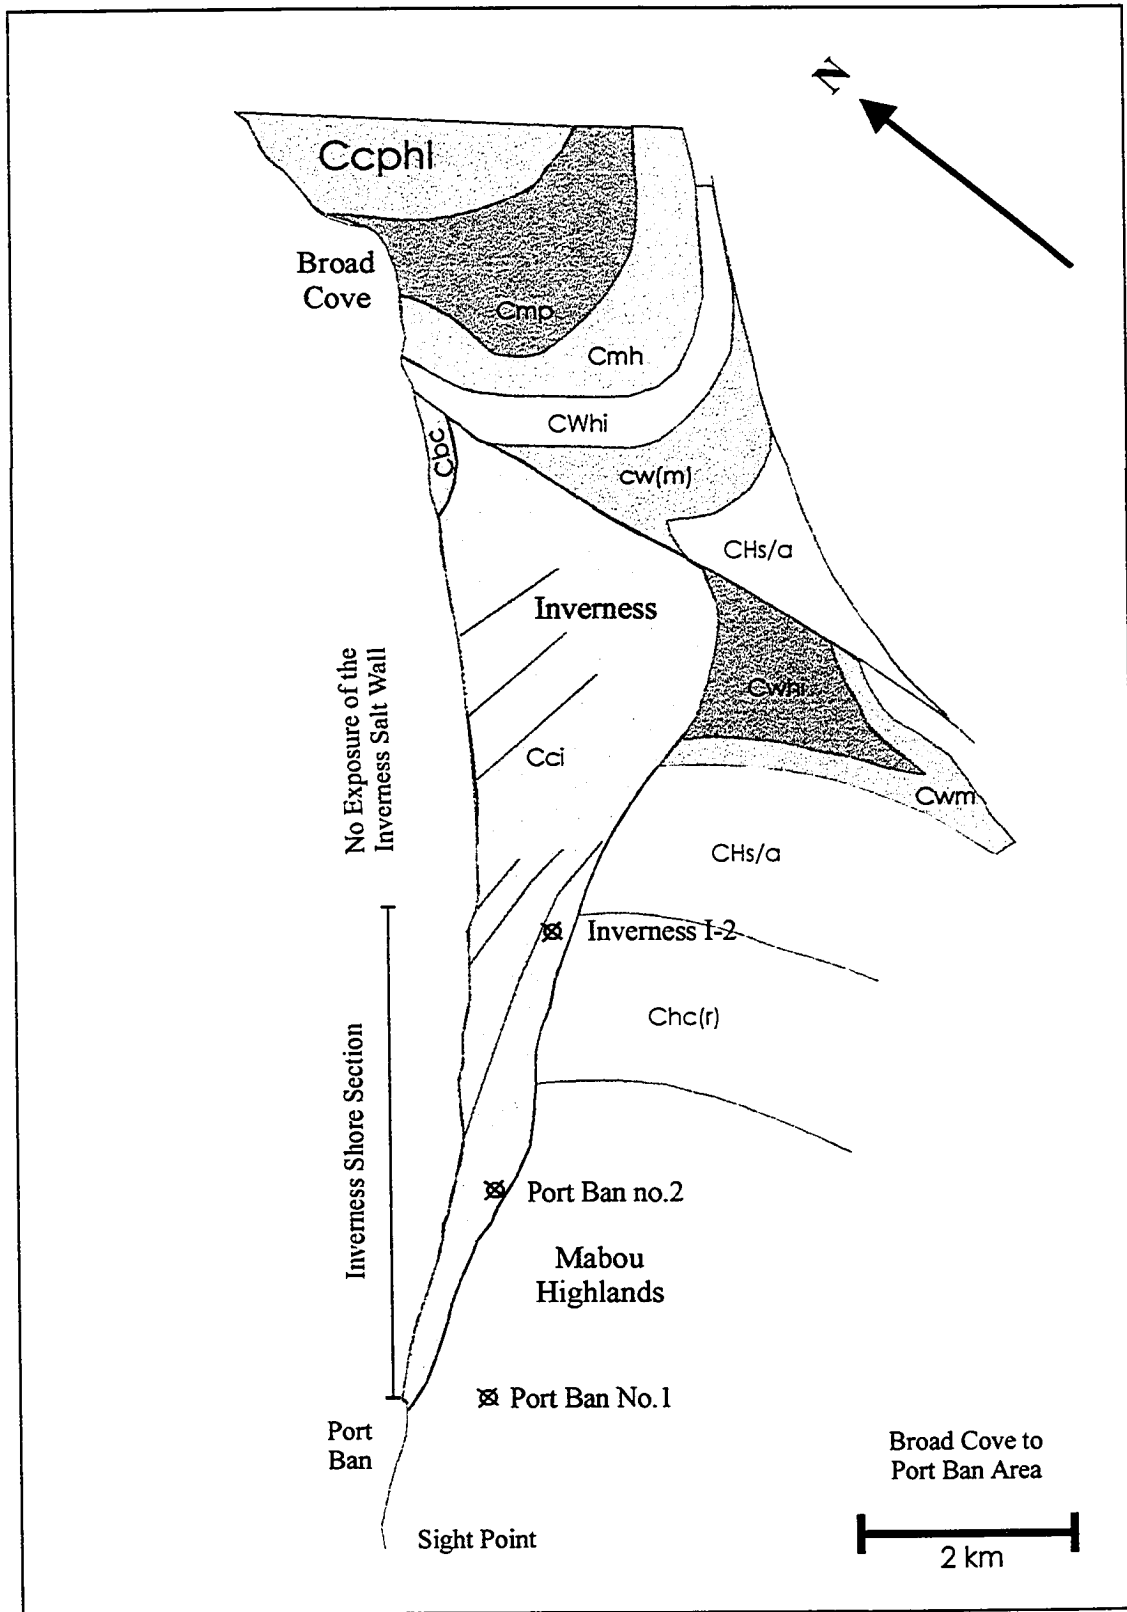 N
Ccphl
Broad
Cove
Cmp
Cmh
CWhi
Cbc
cw(m)
CHs/a
Inverness
No Exposure of the
Inverness Salt Wall
Cwhi
Cci
Cwm
CHs/a
Inverness I-2
Chc(r)
Inverness Shore Section
Port Ban no.2
Mabou
Highlands
Port Ban No.1
Port
Ban
Broad Cove to
Port Ban Area
Sight Point
2 km